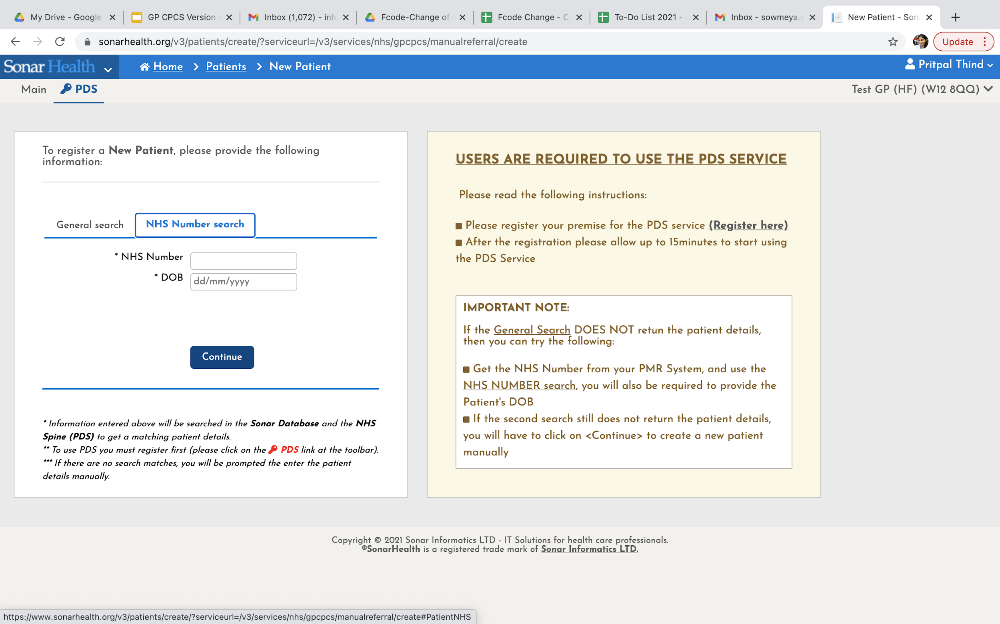 My Drive - Google
GP CPCS Version
Inbox (1,072) - info
Fcode-Change of
Fcode Change - C
To-Do List 2021 -
Inbox - sowmeya.v
New Patient - Son
sonarhealth.org/v3/patients/create/?serviceurl=/v3/services/nhs/gpcpcs/manualreferral/create
Update
Sonar Health
Home > Patients > New Patient
Pritpal Thind
Main
PDS
Test GP (HF) (W12 8QQ)
To register a New Patient, please provide the following
information:
General search
NHS Number search
* NHS Number
* DOB
dd/mm/yyyy
Continue
* Information entered above will be searched in the Sonar Database and the NHS
Spine (PDS) to get a matching patient details.
** To use PDS you must register first (please click on the PDS link at the toolbar).
*** If there are no search matches, you will be prompted the enter the patient
details manually.
USERS ARE REQUIRED TO USE THE PDS SERVICE
Please read the following instructions:
■ Please register your premise for the PDS service (Register here)
■ After the registration please allow up to 15minutes to start using
the PDS Service
IMPORTANT NOTE:
If the General Search DOES NOT retun the patient details,
then you can try the following:
■ Get the NHS Number from your PMR System, and use the
NHS NUMBER search, you will also be required to provide the
Patient's DOB
■ If the second search still does not return the patient details,
you will have to click on <Continue> to create a new patient
manually
Copyright © 2021 Sonar Informatics LTD - IT Solutions for health care professionals.
®SonarHealth is a registered trade mark of Sonar Informatics LTD.
https://www.sonarhealth.org/v3/patients/create/?serviceurl=/v3/services/nhs/gpcpcs/manualreferral/create#PatientNHS